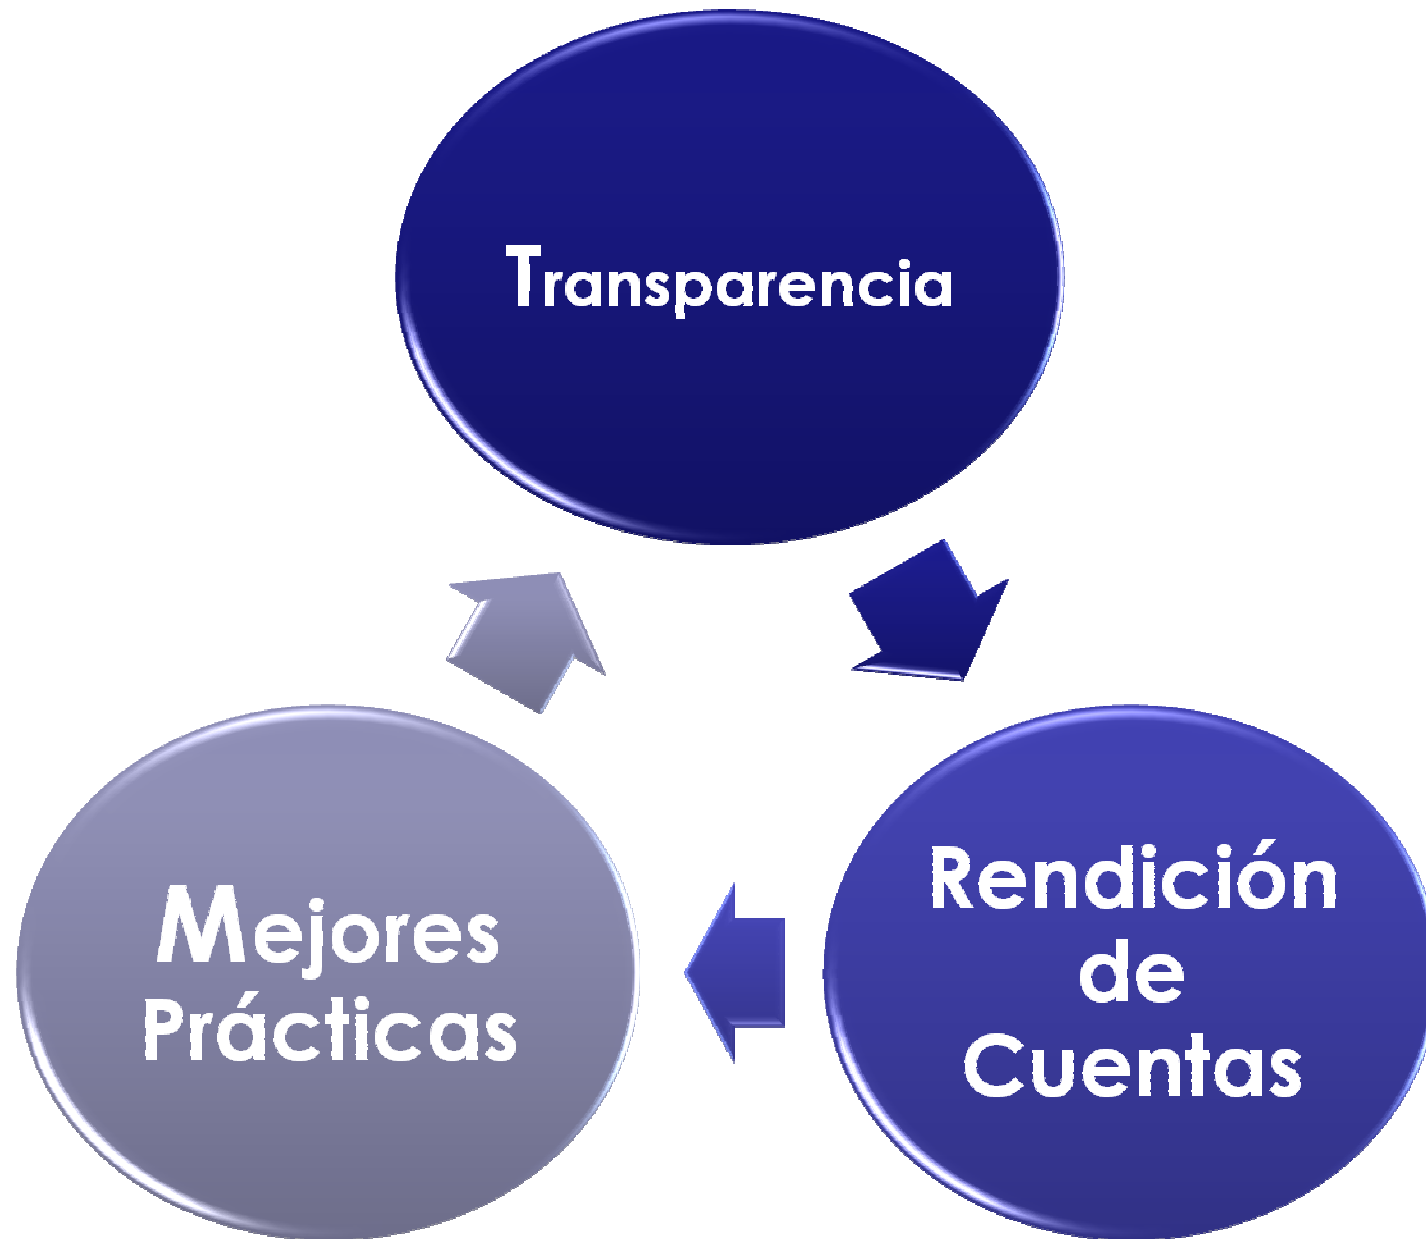 Transparencia
Rendición
de
Cuentas
Mejores
Prácticas